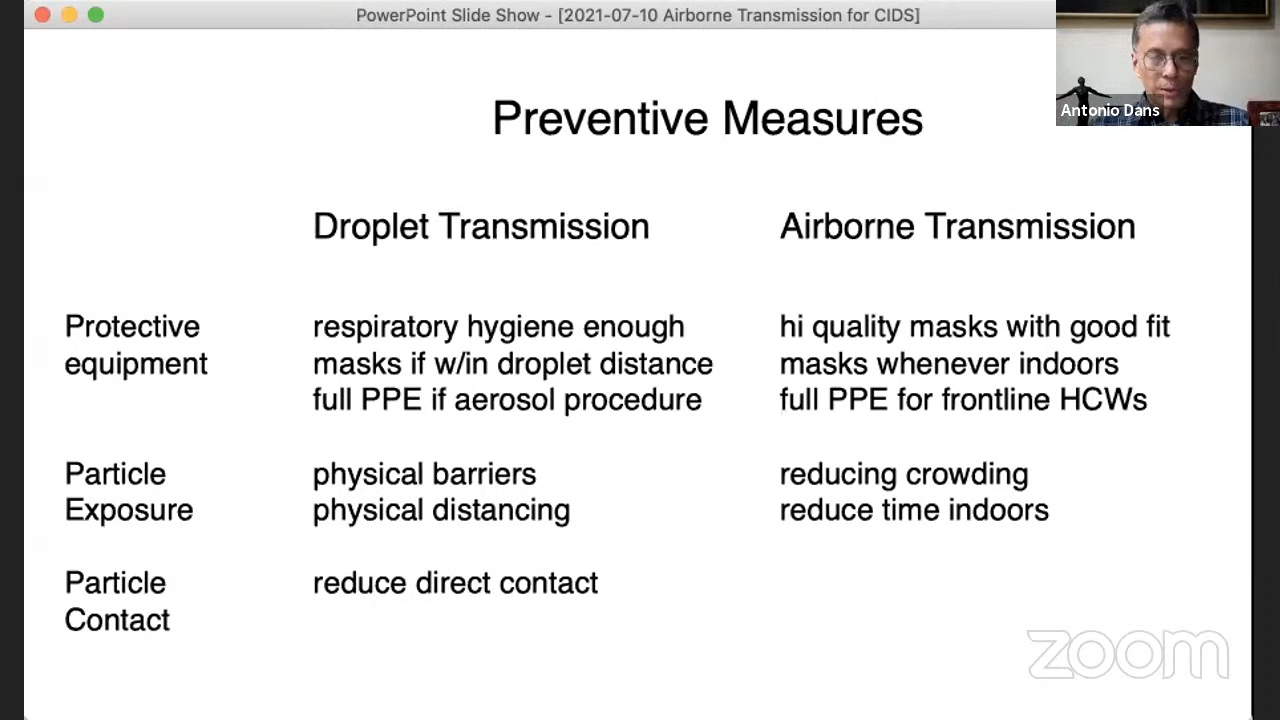 PowerPoint Slide Show - [2021-07-10 Airborne Transmission for CIDS]
Antonio Dans
Preventive Measures
Droplet Transmission
Airborne Transmission
Protective
equipment
respiratory hygiene enough
masks if w/in droplet distance
full PPE if aerosol procedure
hi quality masks with good fit
masks whenever indoors
full PPE for frontline HCWs
Particle
Exposure
physical barriers
physical distancing
reducing crowding
reduce time indoors
Particle
Contact
reduce direct contact
zoom